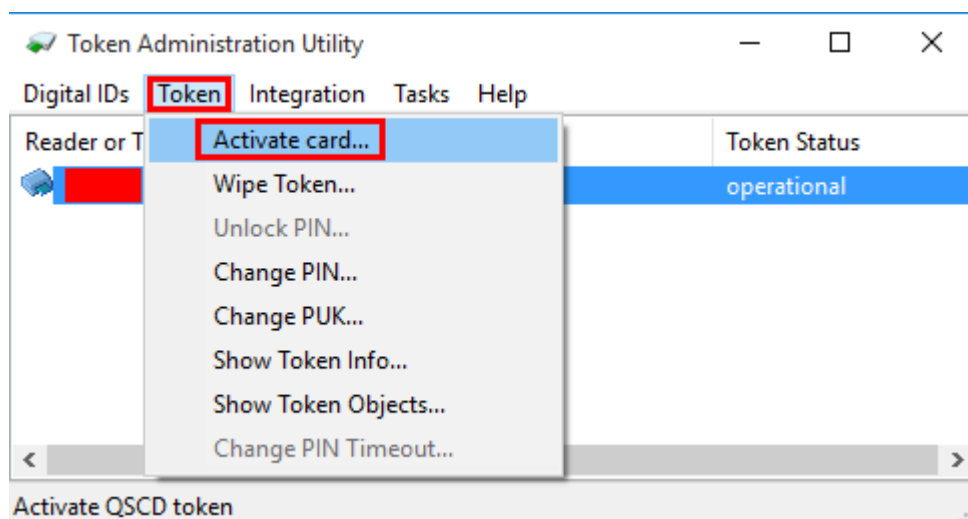 Token Administration Utility
Digital IDs Token Integration Tasks Help
Reader or T Token Status
operational
Activate card...
Wipe Token...
Unlock PIN...
Change PIN...
Change PUK...
Show Token Info...
Show Token Objects...
Change PIN Timeout...
Activate QSCD token